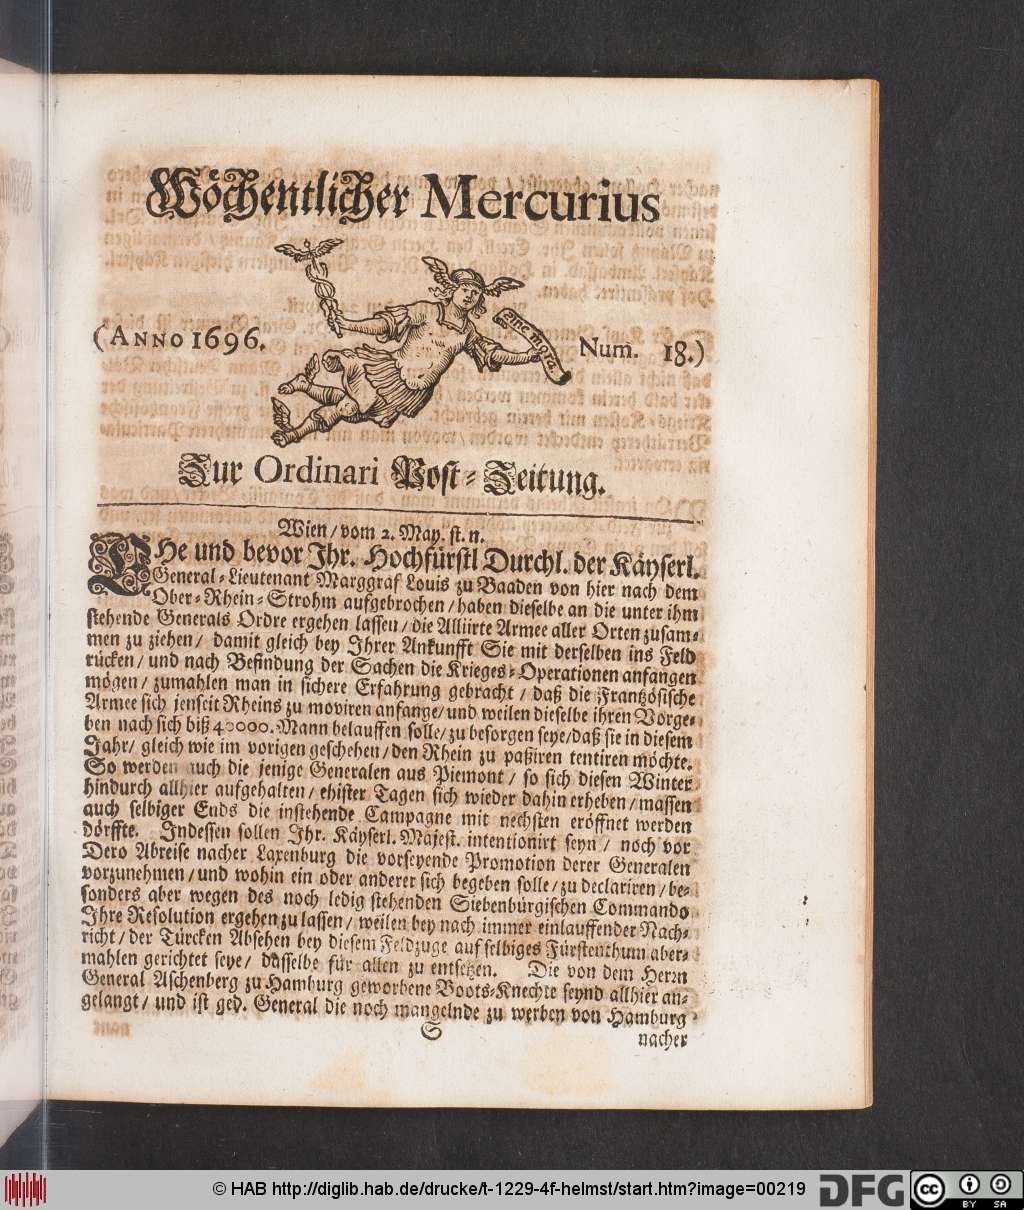 Wöchentlicher Mercurius
sine mora.
(ANNO 1696. Num. 18.)
Zur Ordinari Post-Zeitung.
Wien/ vom 2. May. st. n.
EHe und bevor Ihr. Hochfürstl Durchl. der Käyserl.
General-Lieutenant Marggraf Louis zu Baaden von hier nach dem
Ober-Rhein-Strohm aufgebrochen/ haben dieselbe an die unter ihm
stehende Generals Ordre ergehen lassen/ die Alliirte Armee aller Orten zusam-
men zu ziehen/ damit gleich bey Ihrer Ankunfft Sie mit derselben ins Feld
rücken/ und nach Befindung der Sachen die Krieges-Operationen anfangen
mögen/ zumahlen man in sichere Erfahrung gebracht/ daß die Frantzösische
Armee sich jenseit Rheins zu moviren anfange/ und weilen dieselbe ihren Vorge-
ben nach sich biß 40000. Mann belauffen solle/ zu besorgen seye/ daß sie in diesem
Jahr/ gleich wie im vorigen geschehen/ den Rhein zu paßiren tentiren möchte.
So werden auch die jenige Generalen aus Piemont/ so sich diesen Winter
hindurch allhier aufgehalten/ ehister Tagen sich wieder dahin erheben/ massen
auch selbiger Ends die instehende Campagne mit nechsten eröffnet werden
dörffte. Indessen sollen Ihr. Käyserl. Majest. intentionirt seyn/ noch vor
Dero Abreise nacher Laxenburg die vorseyende Promotion derer Generalen
vorzunehmen/ und wohin ein oder anderer sich begeben solle/ zu declariren/ be-
sonders aber wegen des noch ledig stehenden Siebenbürgischen Commando
Ihre Resolution ergehen zu lassen/ weilen bey nach immer einlauffender Nach-
richt/ der Türcken Absehen bey diesem Feldzuge auf selbiges Fürstenthum aber-
mahlen gerichtet seye/ dasselbe für allen zu entsetzen. Die von dem Herrn
General Aschenberg zu Hamburg geworbene Boots-Knechte seynd allhier an-
gelangt/ und ist ged. General die noch mangelnde zu werben von Hamburg
S nacher
© HAB http://diglib.hab.de/drucke/t-1229-4f-helmst/start.htm?image=00219
DFG
cc BY SA